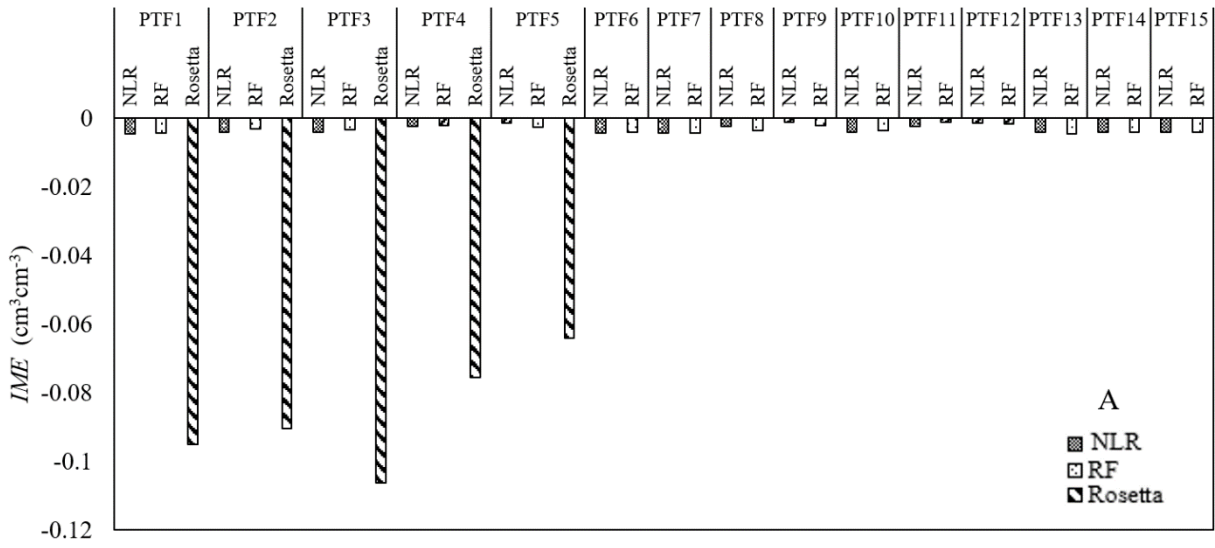 PTF1 PTF2 PTF3 PTF4 PTF5 PTF6 PTF7 PTF8 PTF9 PTF10 PTF11 PTF12 PTF13 PTF14 PTF15
NLR RF Rosetta NLR RF Rosetta NLR RF Rosetta NLR RF Rosetta NLR RF Rosetta NLR RF NLR RF NLR RF NLR RF NLR RF NLR RF NLR RF NLR RF NLR RF NLR RF
0
-0.02
-0.04
-0.06
-0.08
-0.1
-0.12
IME (cm³cm⁻³)
A
NLR
RF
Rosetta